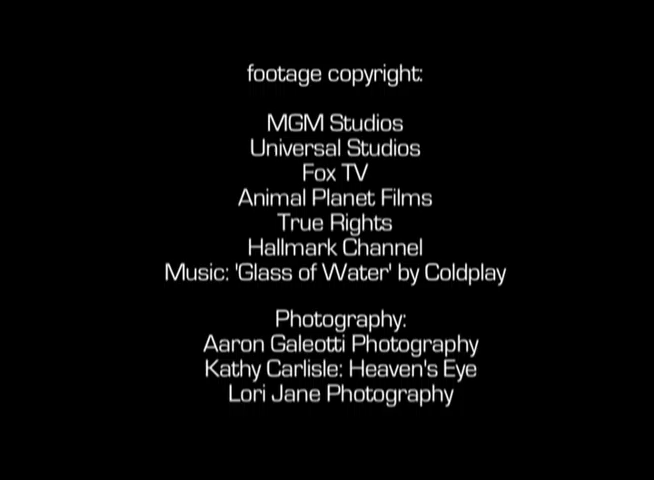 footage copyright:
MGM Studios
Universal Studios
Fox TV
Animal Planet Films
True Rights
Hallmark Channel
Music: 'Glass of Water' by Coldplay
Photography:
Aaron Galeotti Photography
Kathy Carlisle: Heaven's Eye
Lori Jane Photography